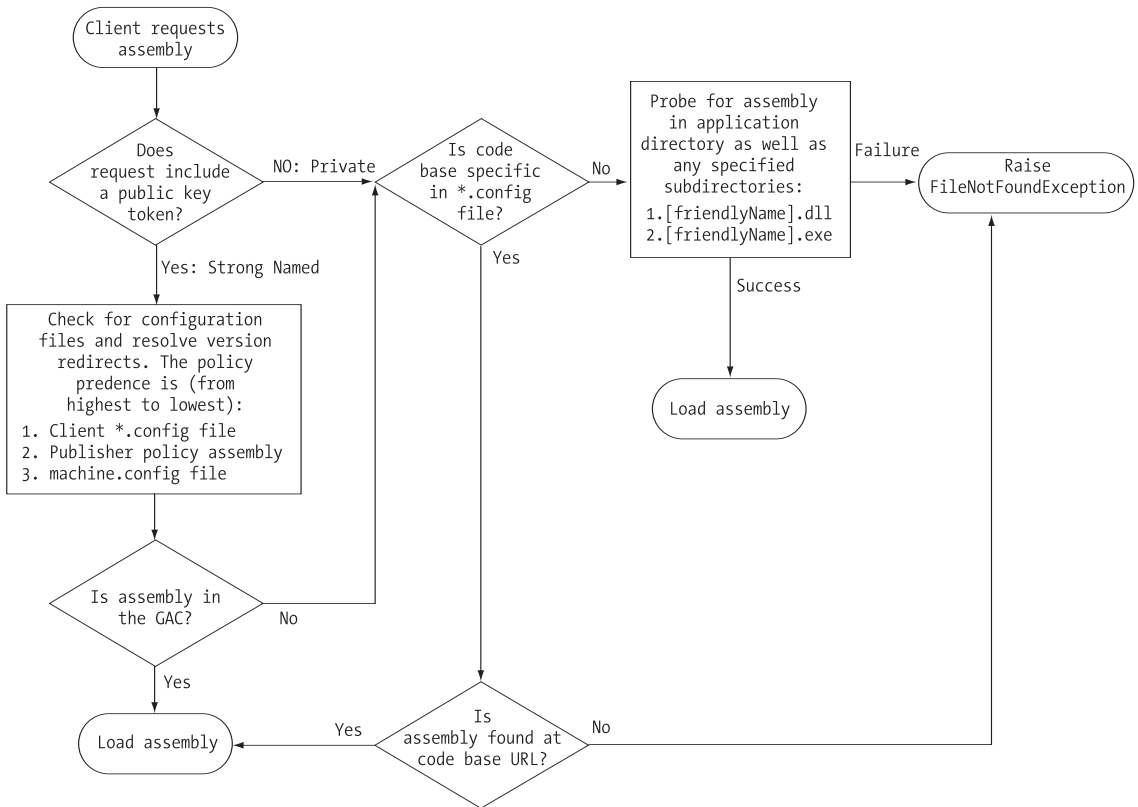 Client requests
assembly
Does
request include
a public key
token?
NO: Private
Yes: Strong Named
Check for configuration
files and resolve version
redirects. The policy
predence is (from
highest to lowest):
1. Client *.config file
2. Publisher policy assembly
3. machine.config file
Is assembly in
the GAC?
No
Yes
Load assembly
Is code
base specific
in *.config
file?
No
Yes
Probe for assembly
in application
directory as well as
any specified
subdirectories:
1.[friendlyName].dll
2.[friendlyName].exe
Failure
Raise
FileNotFoundException
Success
Load assembly
Is
assembly found at
code base URL?
Yes
No